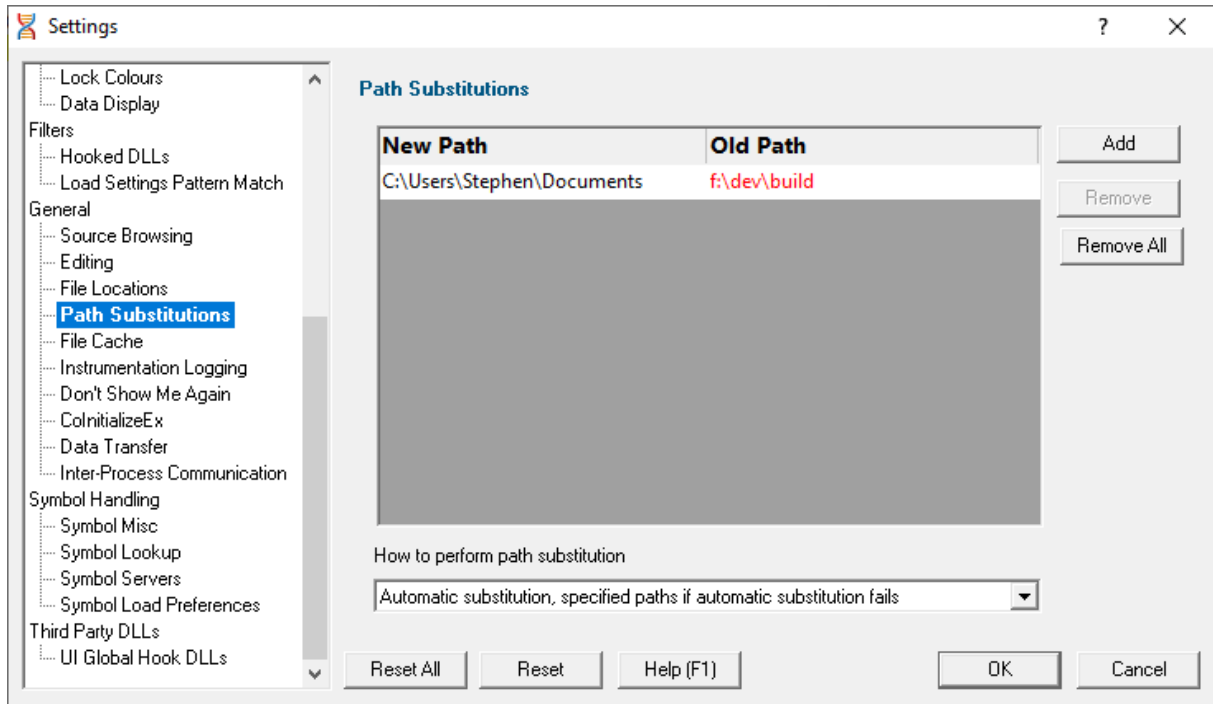 Settings
?
Lock Colours
Data Display
Filters
Hooked DLLs
Load Settings Pattern Match
General
Source Browsing
Editing
File Locations
Path Substitutions
File Cache
Instrumentation Logging
Don't Show Me Again
CoInitializeEx
Data Transfer
Inter-Process Communication
Symbol Handling
Symbol Misc
Symbol Lookup
Symbol Servers
Symbol Load Preferences
Third Party DLLs
UI Global Hook DLLs
Path Substitutions
New Path Old Path
C:\Users\Stephen\Documents f:\dev\build
Add
Remove
Remove All
How to perform path substitution
Automatic substitution, specified paths if automatic substitution fails
Reset All Reset Help (F1) OK Cancel